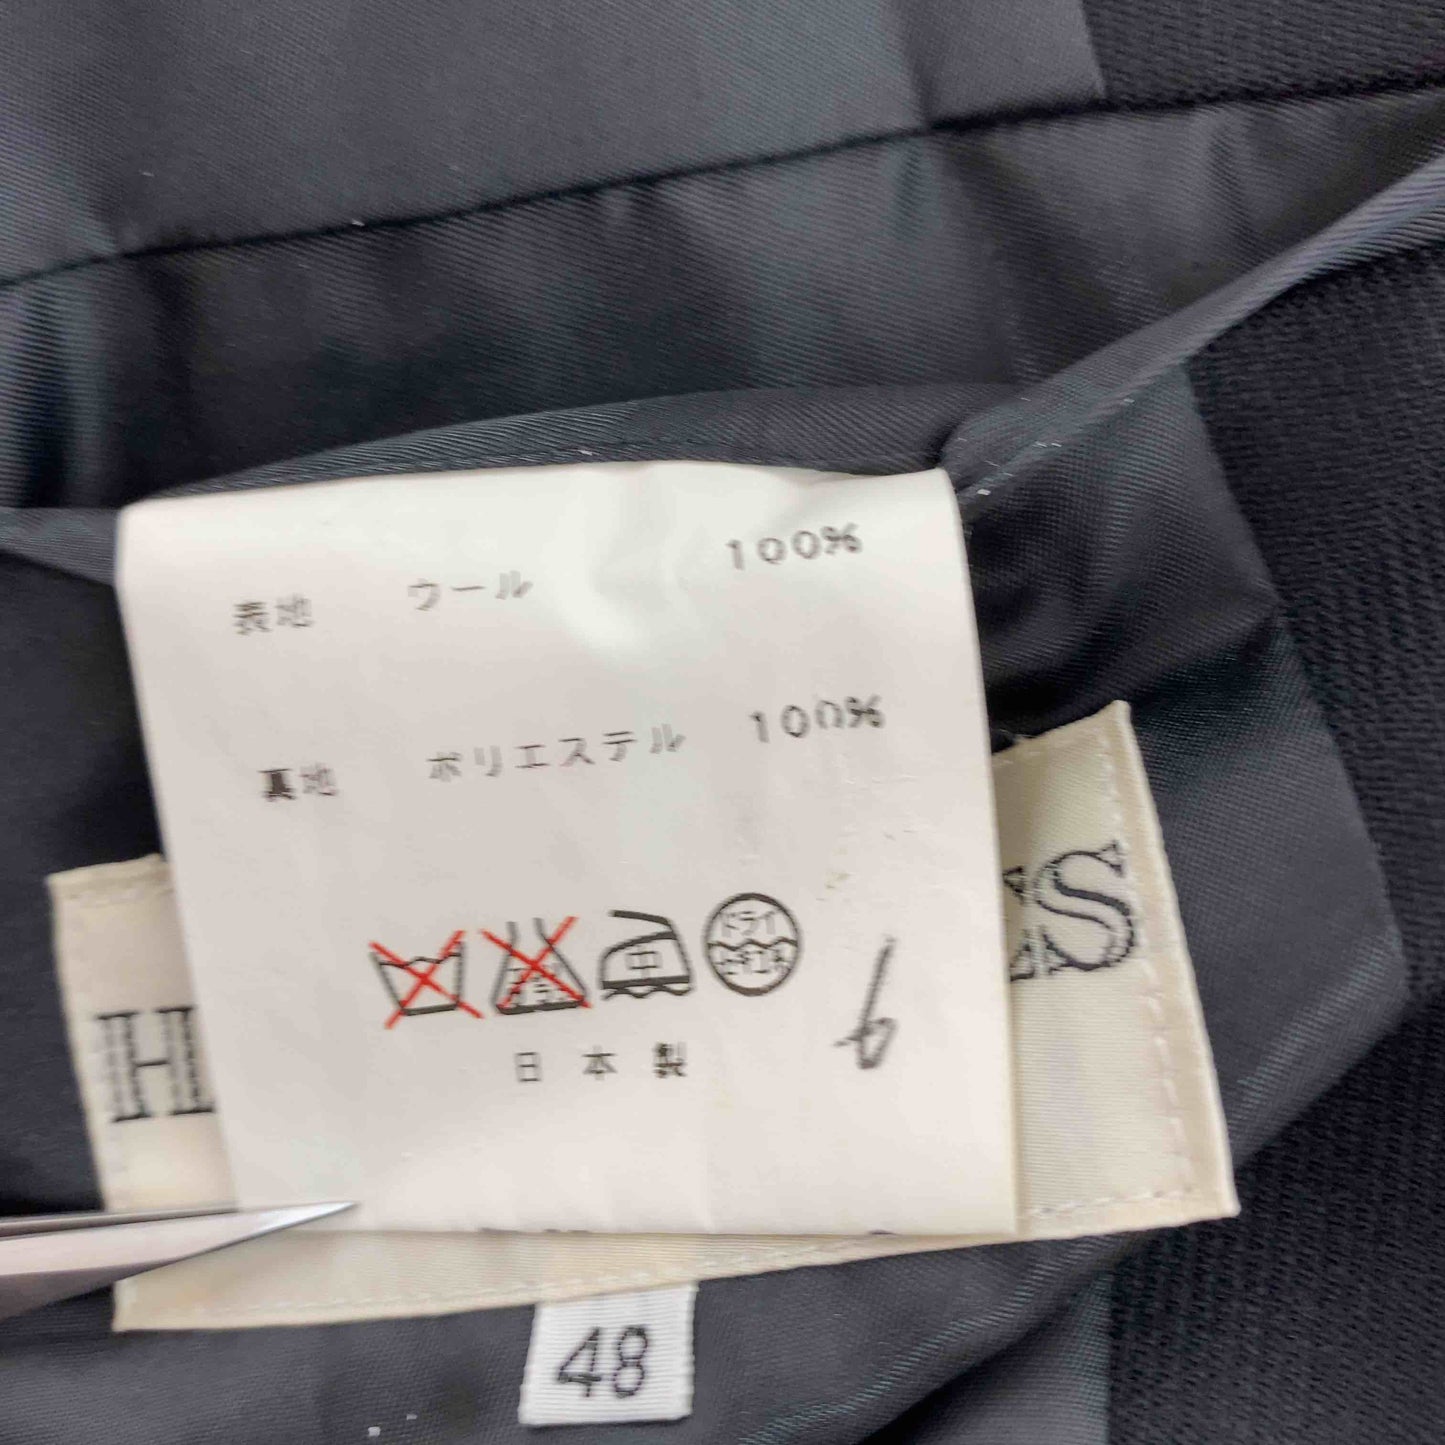 表地 ウール 100%
裏地 ポリエステル 100%
中 ドライ
日本製
H ES
48